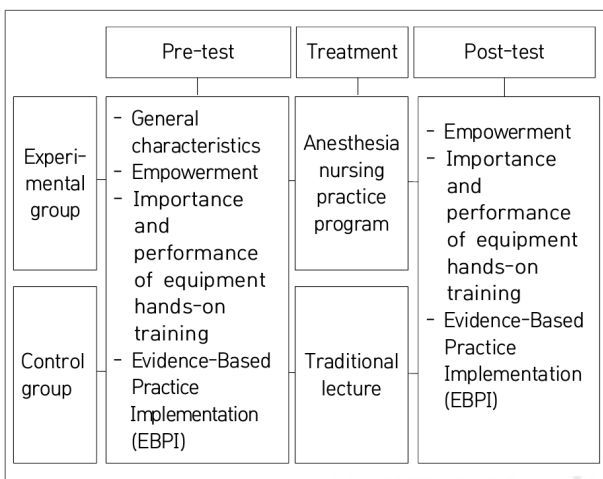 Pre-test
Treatment
Post-test
Experi-
mental
group
- General
characteristics
- Empowerment
- Importance
and
performance
of equipment
hands-on
training
- Evidence-Based
Practice
Implementation
(EBPI)
Anesthesia
nursing
practice
program
- Empowerment
- Importance
and
performance
of equipment
hands-on
training
- Evidence-Based
Practice
Implementation
(EBPI)
Control
group
Traditional
lecture